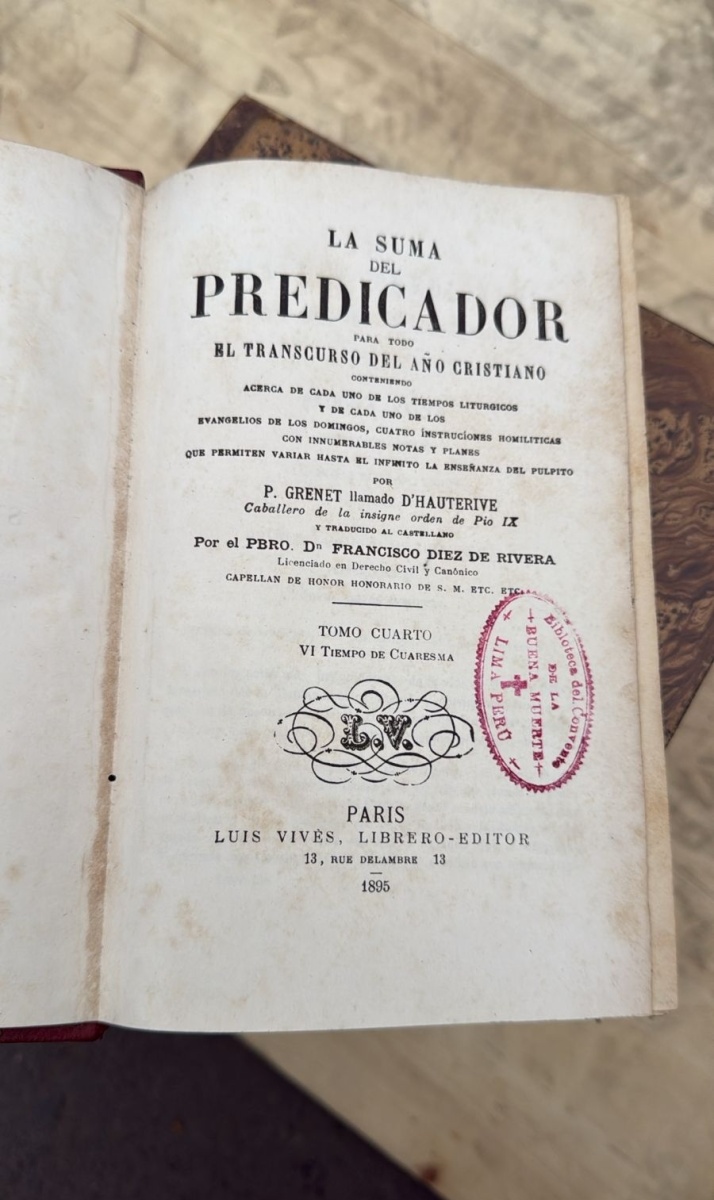 LA SUMA
DEL
PREDICADOR
PARA TODO
EL TRANSCURSO DEL AÑO CRISTIANO
CONTENIENDO
ACERCA DE CADA UNO DE LOS TIEMPOS LITURGICOS
Y DE CADA UNO DE LOS
EVANGELIOS DE LOS DOMINGOS, CUATRO INSTRUCIONES HOMILITICAS
CON INNUMERABLES NOTAS Y PLANES
QUE PERMITEN VARIAR HASTA EL INFINITO LA ENSEÑANZA DEL PULPITO
POR
P. GRENET llamado D'HAUTERIVE
Caballero de la insigne orden de Pio IX
Y TRADUCIDO AL CASTELLANO
Por el PBRO. Dn FRANCISCO DIEZ DE RIVERA
Licenciado en Derecho Civil y Canònico
CAPELLAN DE HONOR HONORARIO DE S. M. ETC. ETC.
TOMO CUARTO
VI TIEMPO DE CUARESMA
L.V.
PARIS
LUIS VIVÈS, LIBRERO-EDITOR
13, RUE DELAMBRE 13
1895
Biblioteca del Convento
DE LA
BUENA MUERTE
LIMA PERÚ